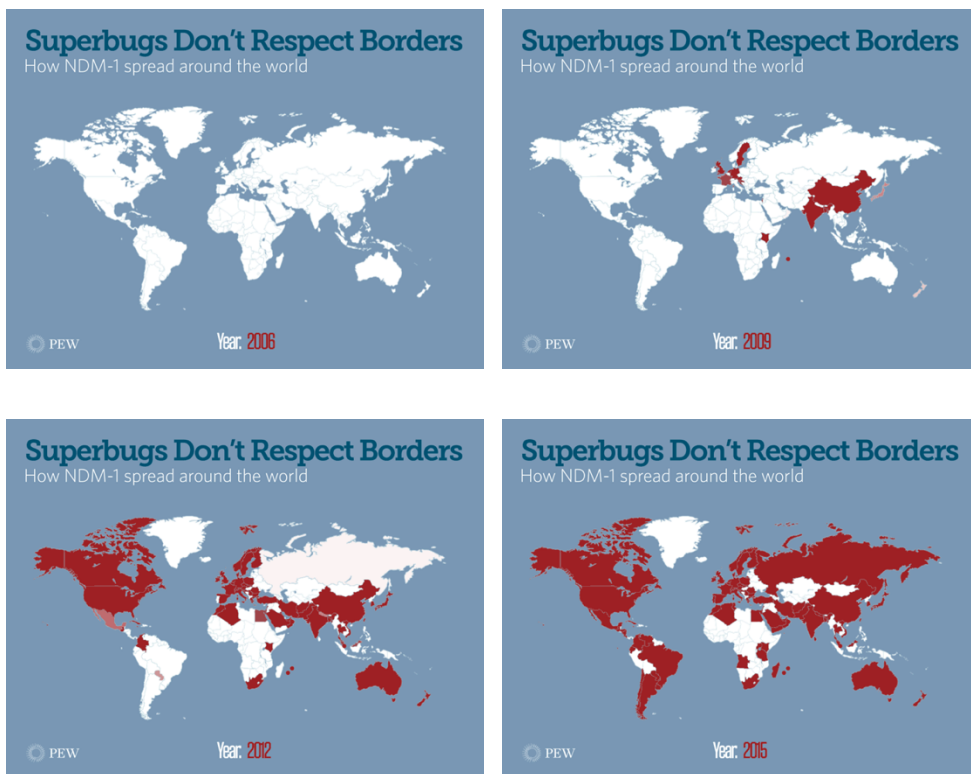 Superbugs Don't Respect Borders
How NDM-1 spread around the world
PEW
Year: 2006
Superbugs Don't Respect Borders
How NDM-1 spread around the world
PEW
Year: 2009
Superbugs Don't Respect Borders
How NDM-1 spread around the world
PEW
Year: 2012
Superbugs Don't Respect Borders
How NDM-1 spread around the world
PEW
Year: 2015